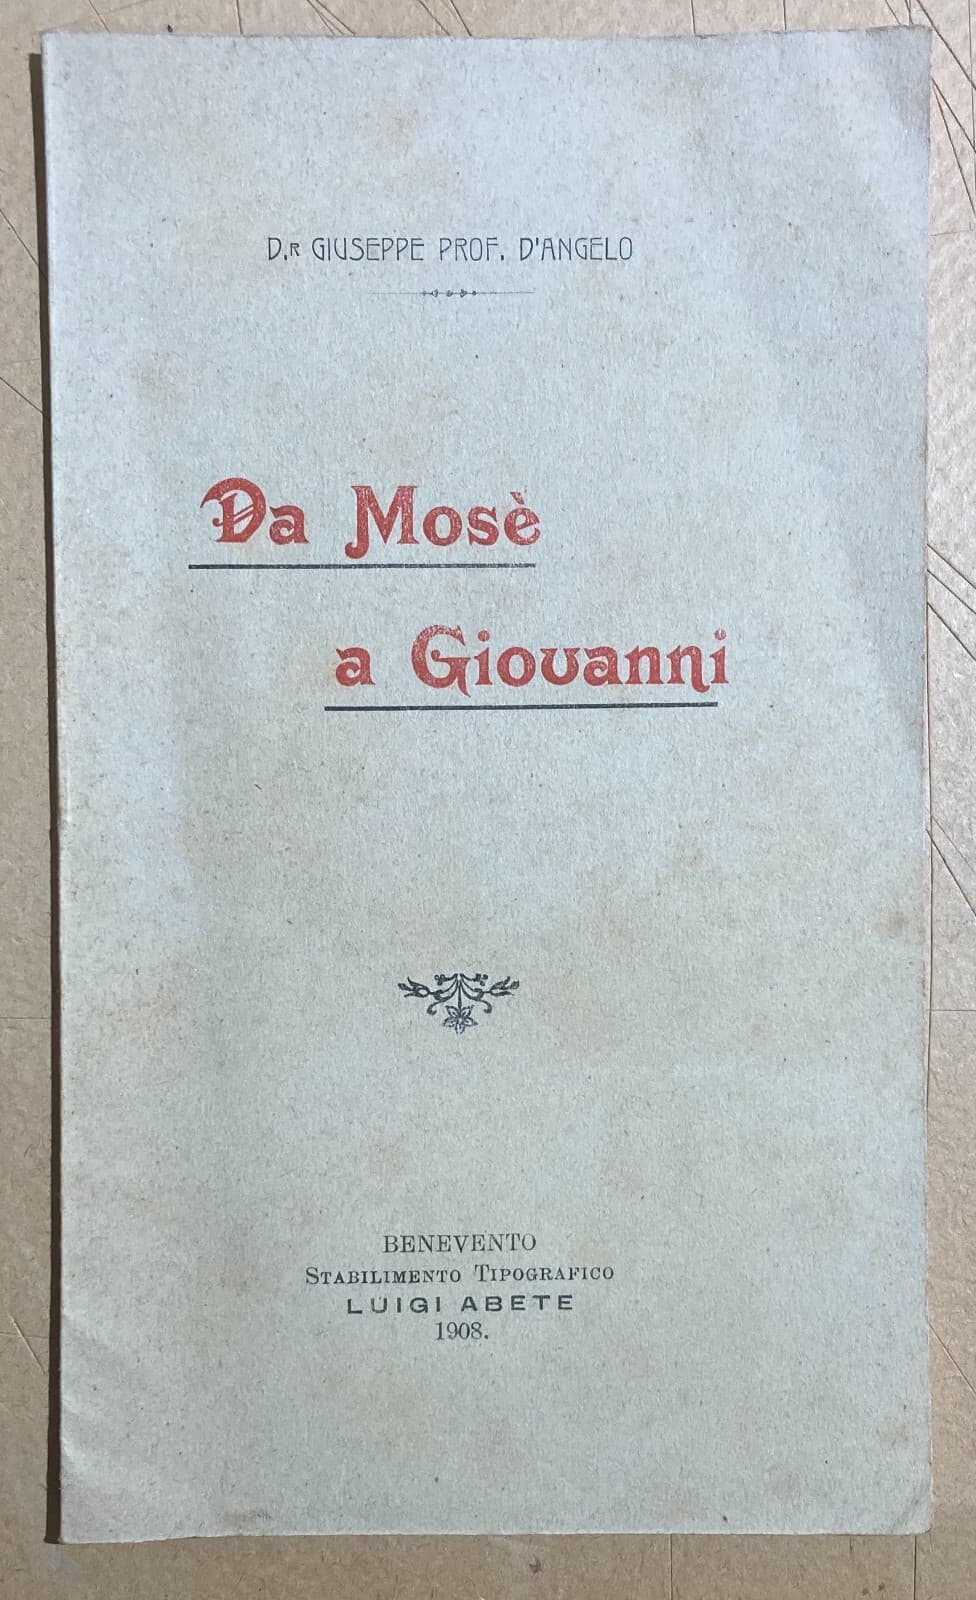 D.R GIUSEPPE PROF. D'ANGELO
Da Mosè
a Giovanni
BENEVENTO
STABILIMENTO TIPOGRAFICO
LUIGI ABETE
1908.